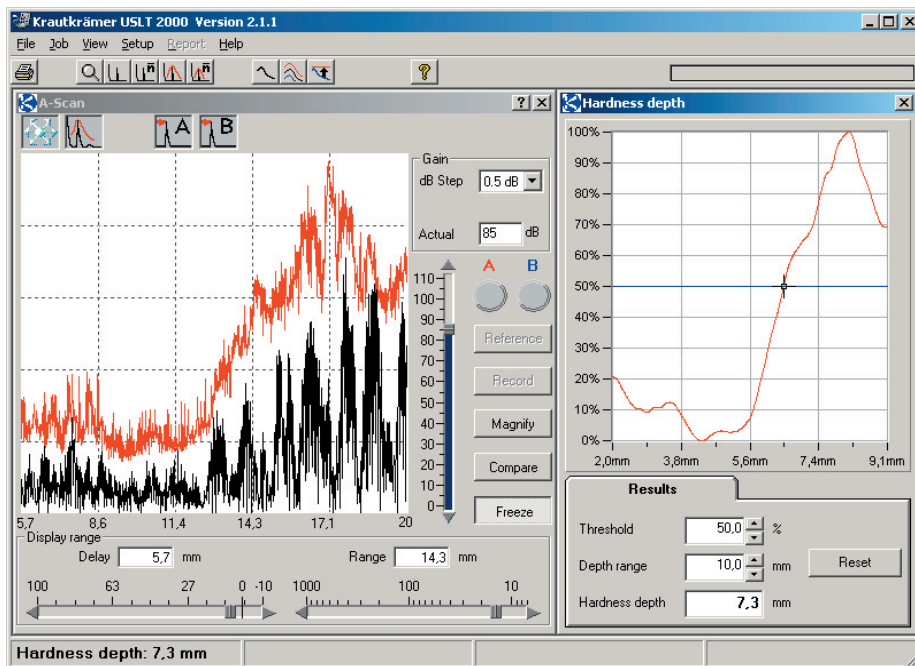 Krautkrämer USLT 2000 Version 2.1.1
File Job View Setup Report Help
n n ?
A-Scan ? ×
A B
Gain
dB Step 0.5 dB
Actual 85 dB
A B
110
100
90
80
70
60
50
40
30
20
10
0
Reference
Record
Magnify
Compare
Freeze
5,7 8,6 11,4 14,3 17,1 20
Display range
Delay 5,7 mm Range 14,3 mm
100 63 27 0 -10 1000 100 10
Hardness depth
100%
90%
80%
70%
60%
50%
40%
30%
20%
10%
0%
2,0mm 3,8mm 5,6mm 7,4mm 9,1mm
Results
Threshold 50,0 %
Depth range 10,0 mm Reset
Hardness depth 7,3 mm
Hardness depth: 7,3 mm